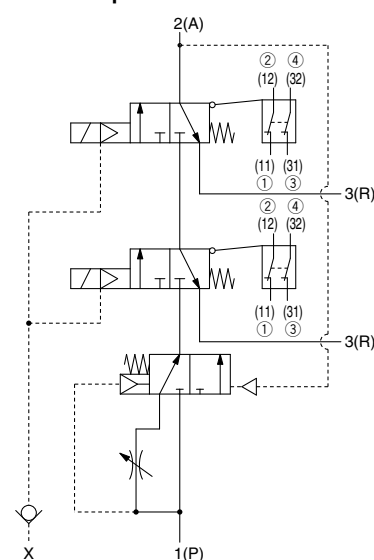 2(A)
② ④
(12) (32)
(11) (31)
① ③
3(R)
② ④
(12) (32)
(11) (31)
① ③
3(R)
X 1(P)